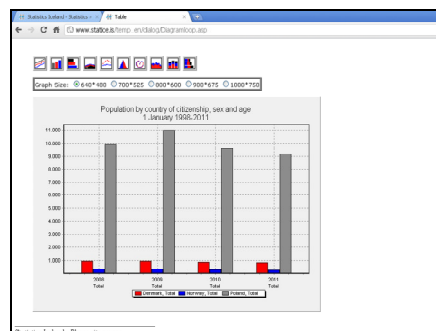 Statistics Iceland - Statistics
Table
www.statice.is/temp_en/dialog/Diagramloop.asp
Graph Size: 640*480 700*525 800*600 900*675 1000*750
Population by country of citizenship, sex and age
1 January 1998-2011
11.000
10.000
9.000
8.000
7.000
6.000
5.000
4.000
3.000
2.000
1.000
2008 2009 2010 2011
Total Total Total Total
Denmark, Total Norway, Total Poland, Total